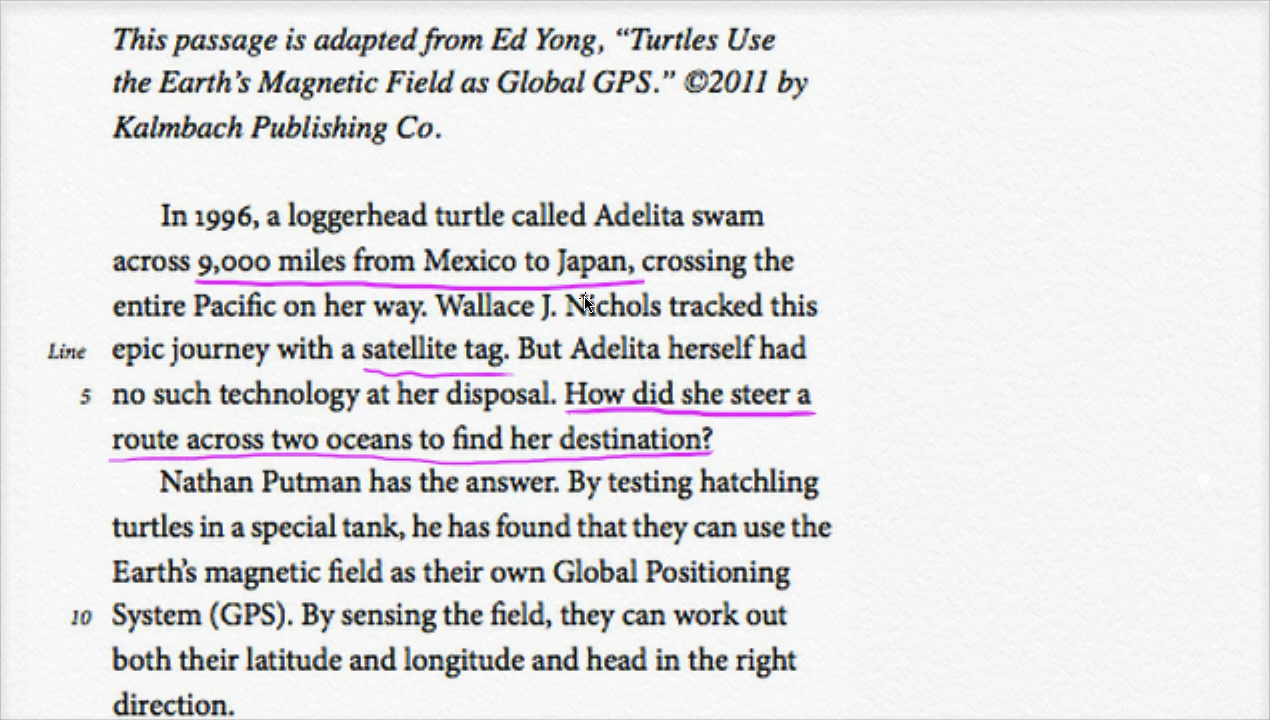 This passage is adapted from Ed Yong, “Turtles Use
the Earth’s Magnetic Field as Global GPS.” ©2011 by
Kalmbach Publishing Co.
In 1996, a loggerhead turtle called Adelita swam
across 9,000 miles from Mexico to Japan, crossing the
entire Pacific on her way. Wallace J. Nichols tracked this
Line epic journey with a satellite tag. But Adelita herself had
5 no such technology at her disposal. How did she steer a
route across two oceans to find her destination?
Nathan Putman has the answer. By testing hatchling
turtles in a special tank, he has found that they can use the
Earth’s magnetic field as their own Global Positioning
10 System (GPS). By sensing the field, they can work out
both their latitude and longitude and head in the right
direction.